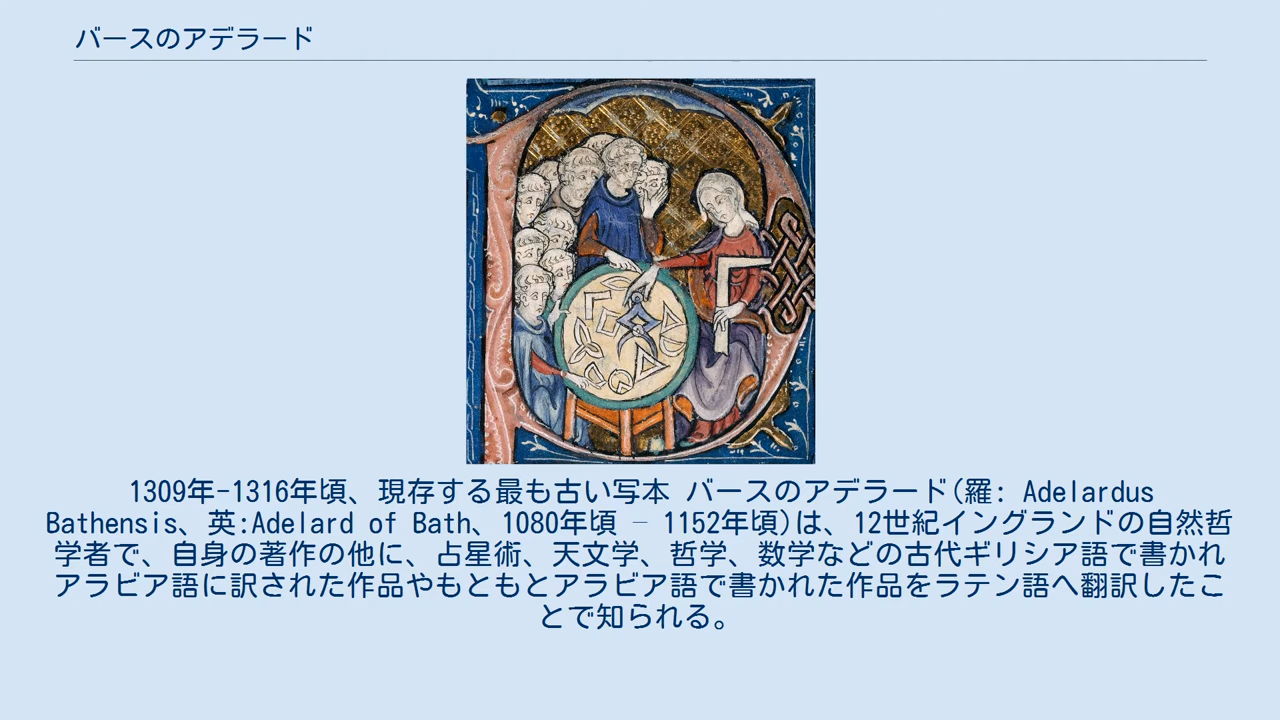 バースのアデラード
1309年-1316年頃、現存する最も古い写本 バースのアデラード(羅: Adelardus
Bathensis、英:Adelard of Bath、1080年頃 – 1152年頃)は、12世紀イングランドの自然哲
学者で、自身の著作の他に、占星術、天文学、哲学、数学などの古代ギリシア語で書かれ
アラビア語に訳された作品やもともとアラビア語で書かれた作品をラテン語へ翻訳したこ
とで知られる。